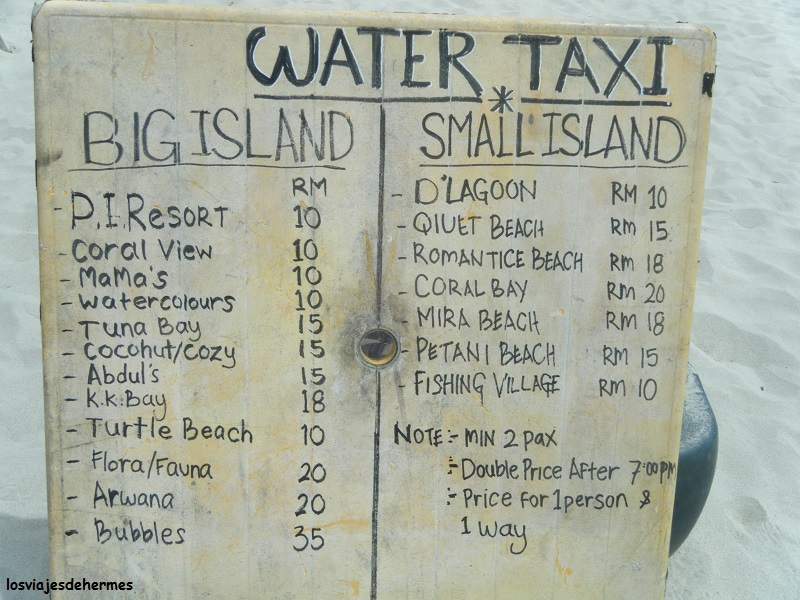 WATER TAXI
*
BIG ISLAND
RM
- P.I. Resort 10
- Coral View 10
- MaMa's 10
- watercolours 10
- Tuna Bay 15
- Cocohut/Cozy 15
- Abdul's 15
- K.K.Bay 18
- Turtle Beach 10
- Flora/Fauna 20
- Arwana 20
- Bubbles 35
SMALL ISLAND
- D'LAGOON RM 10
- QIUET BEACH RM 15
- ROMANTICE BEACH RM 18
- CORAL BAY RM 20
- MIRA BEACH RM 18
- PETANI BEACH RM 15
- FISHING VILLAGE RM 10
NOTE:- MIN 2 pax
:- Double Price After 7:00pm
:- Price for 1person &
1 way
losviajesdehermes